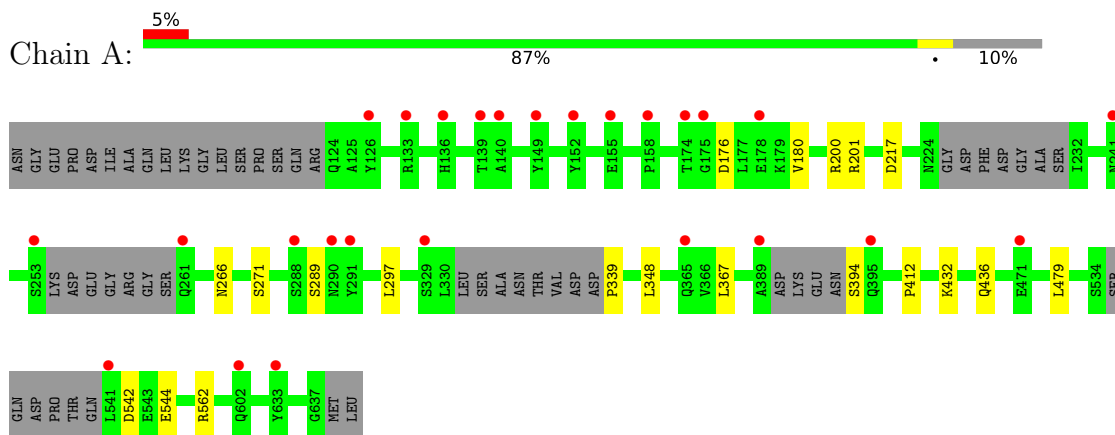 5%
Chain A:
87%
•
10%
ASN GLY GLU PRO ASP ILE ALA GLN LEU LYS GLY LEU SER PRO SER GLN ARG Q124 A125 Y126 R133 H136 T139 A140 Y149 Y152 E155 P158 T174 G175 D176 L177 E178 K179 V180 R200 R201 D217 N224 GLY ASP PHE ASP GLY ALA SER I232 N241
S253 LYS ASP GLU GLY ARG GLY SER Q261 N266 S271 S288 S289 N290 Y291 L297 S329 L330 LEU SER ALA ASN THR VAL ASP ASP P339 L348 Q365 V366 L367 A389 ASP LYS GLU ASN S394 Q395 P412 K432 Q436 E471 L479 S534 SER
GLN ASP PRO THR GLN L541 D542 E543 E544 R562 Q602 Y633 G637 MET LEU